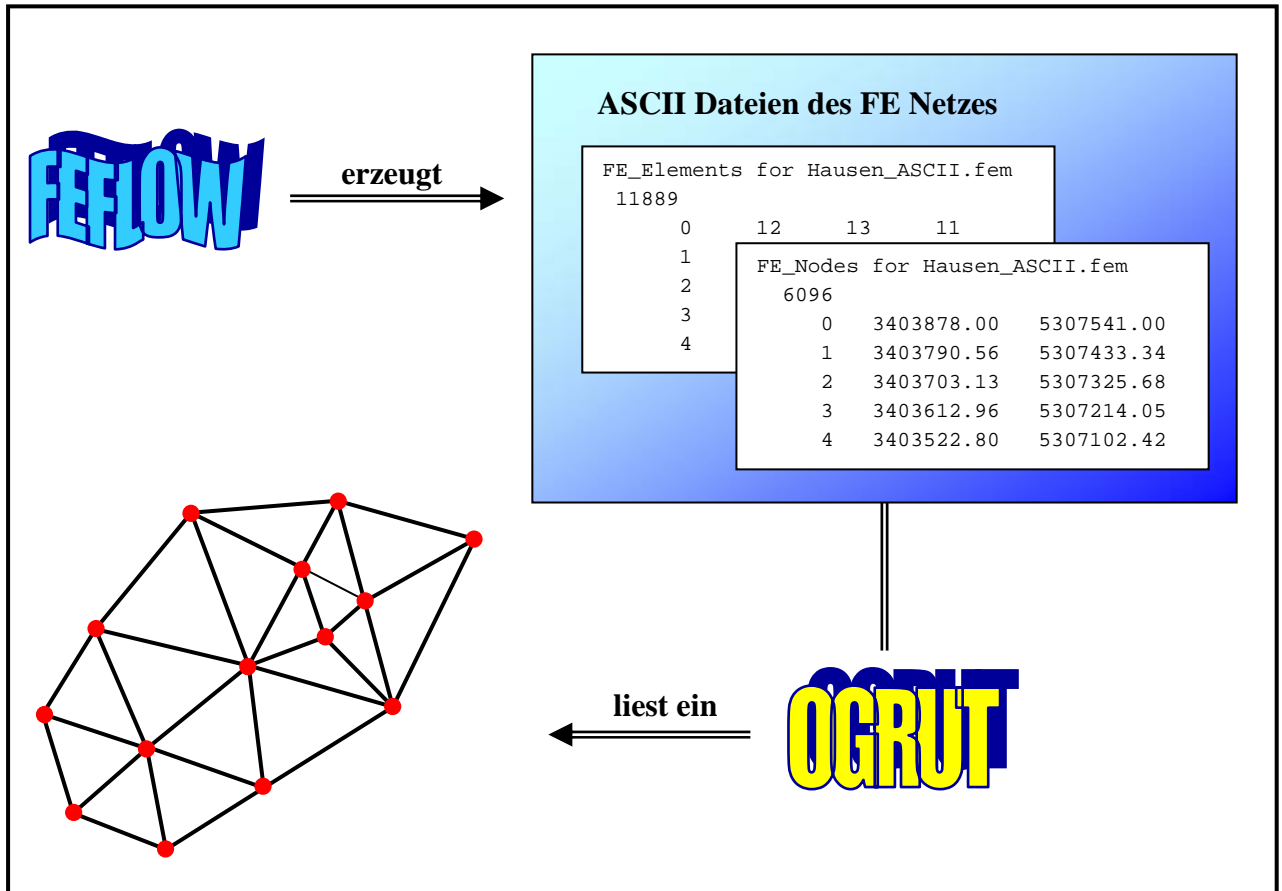 ASCII Dateien des FE Netzes
FEFLOW
erzeugt
FE_Elements for Hausen_ASCII.fem
11889
0 12 13 11
1
2
3
4
FE_Nodes for Hausen_ASCII.fem
6096
0 3403878.00 5307541.00
1 3403790.56 5307433.34
2 3403703.13 5307325.68
3 3403612.96 5307214.05
4 3403522.80 5307102.42
liest ein
OGRUT